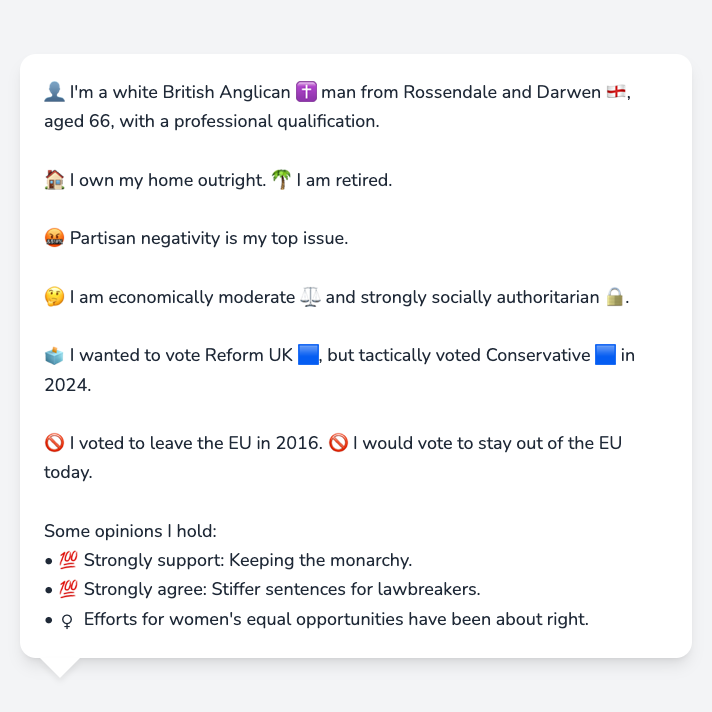 👤 I'm a white British Anglican ✝️ man from Rossendale and Darwen 🏴󠁧󠁢󠁥󠁮󠁧󠁿,
aged 66, with a professional qualification.
🏠 I own my home outright. 🌴 I am retired.
🤬 Partisan negativity is my top issue.
🤔 I am economically moderate ⚖️ and strongly socially authoritarian 🔒.
🗳️ I wanted to vote Reform UK 🟦, but tactically voted Conservative 🟦 in
2024.
🚫 I voted to leave the EU in 2016. 🚫 I would vote to stay out of the EU
today.
Some opinions I hold:
• 💯 Strongly support: Keeping the monarchy.
• 💯 Strongly agree: Stiffer sentences for lawbreakers.
• ♀ Efforts for women's equal opportunities have been about right.